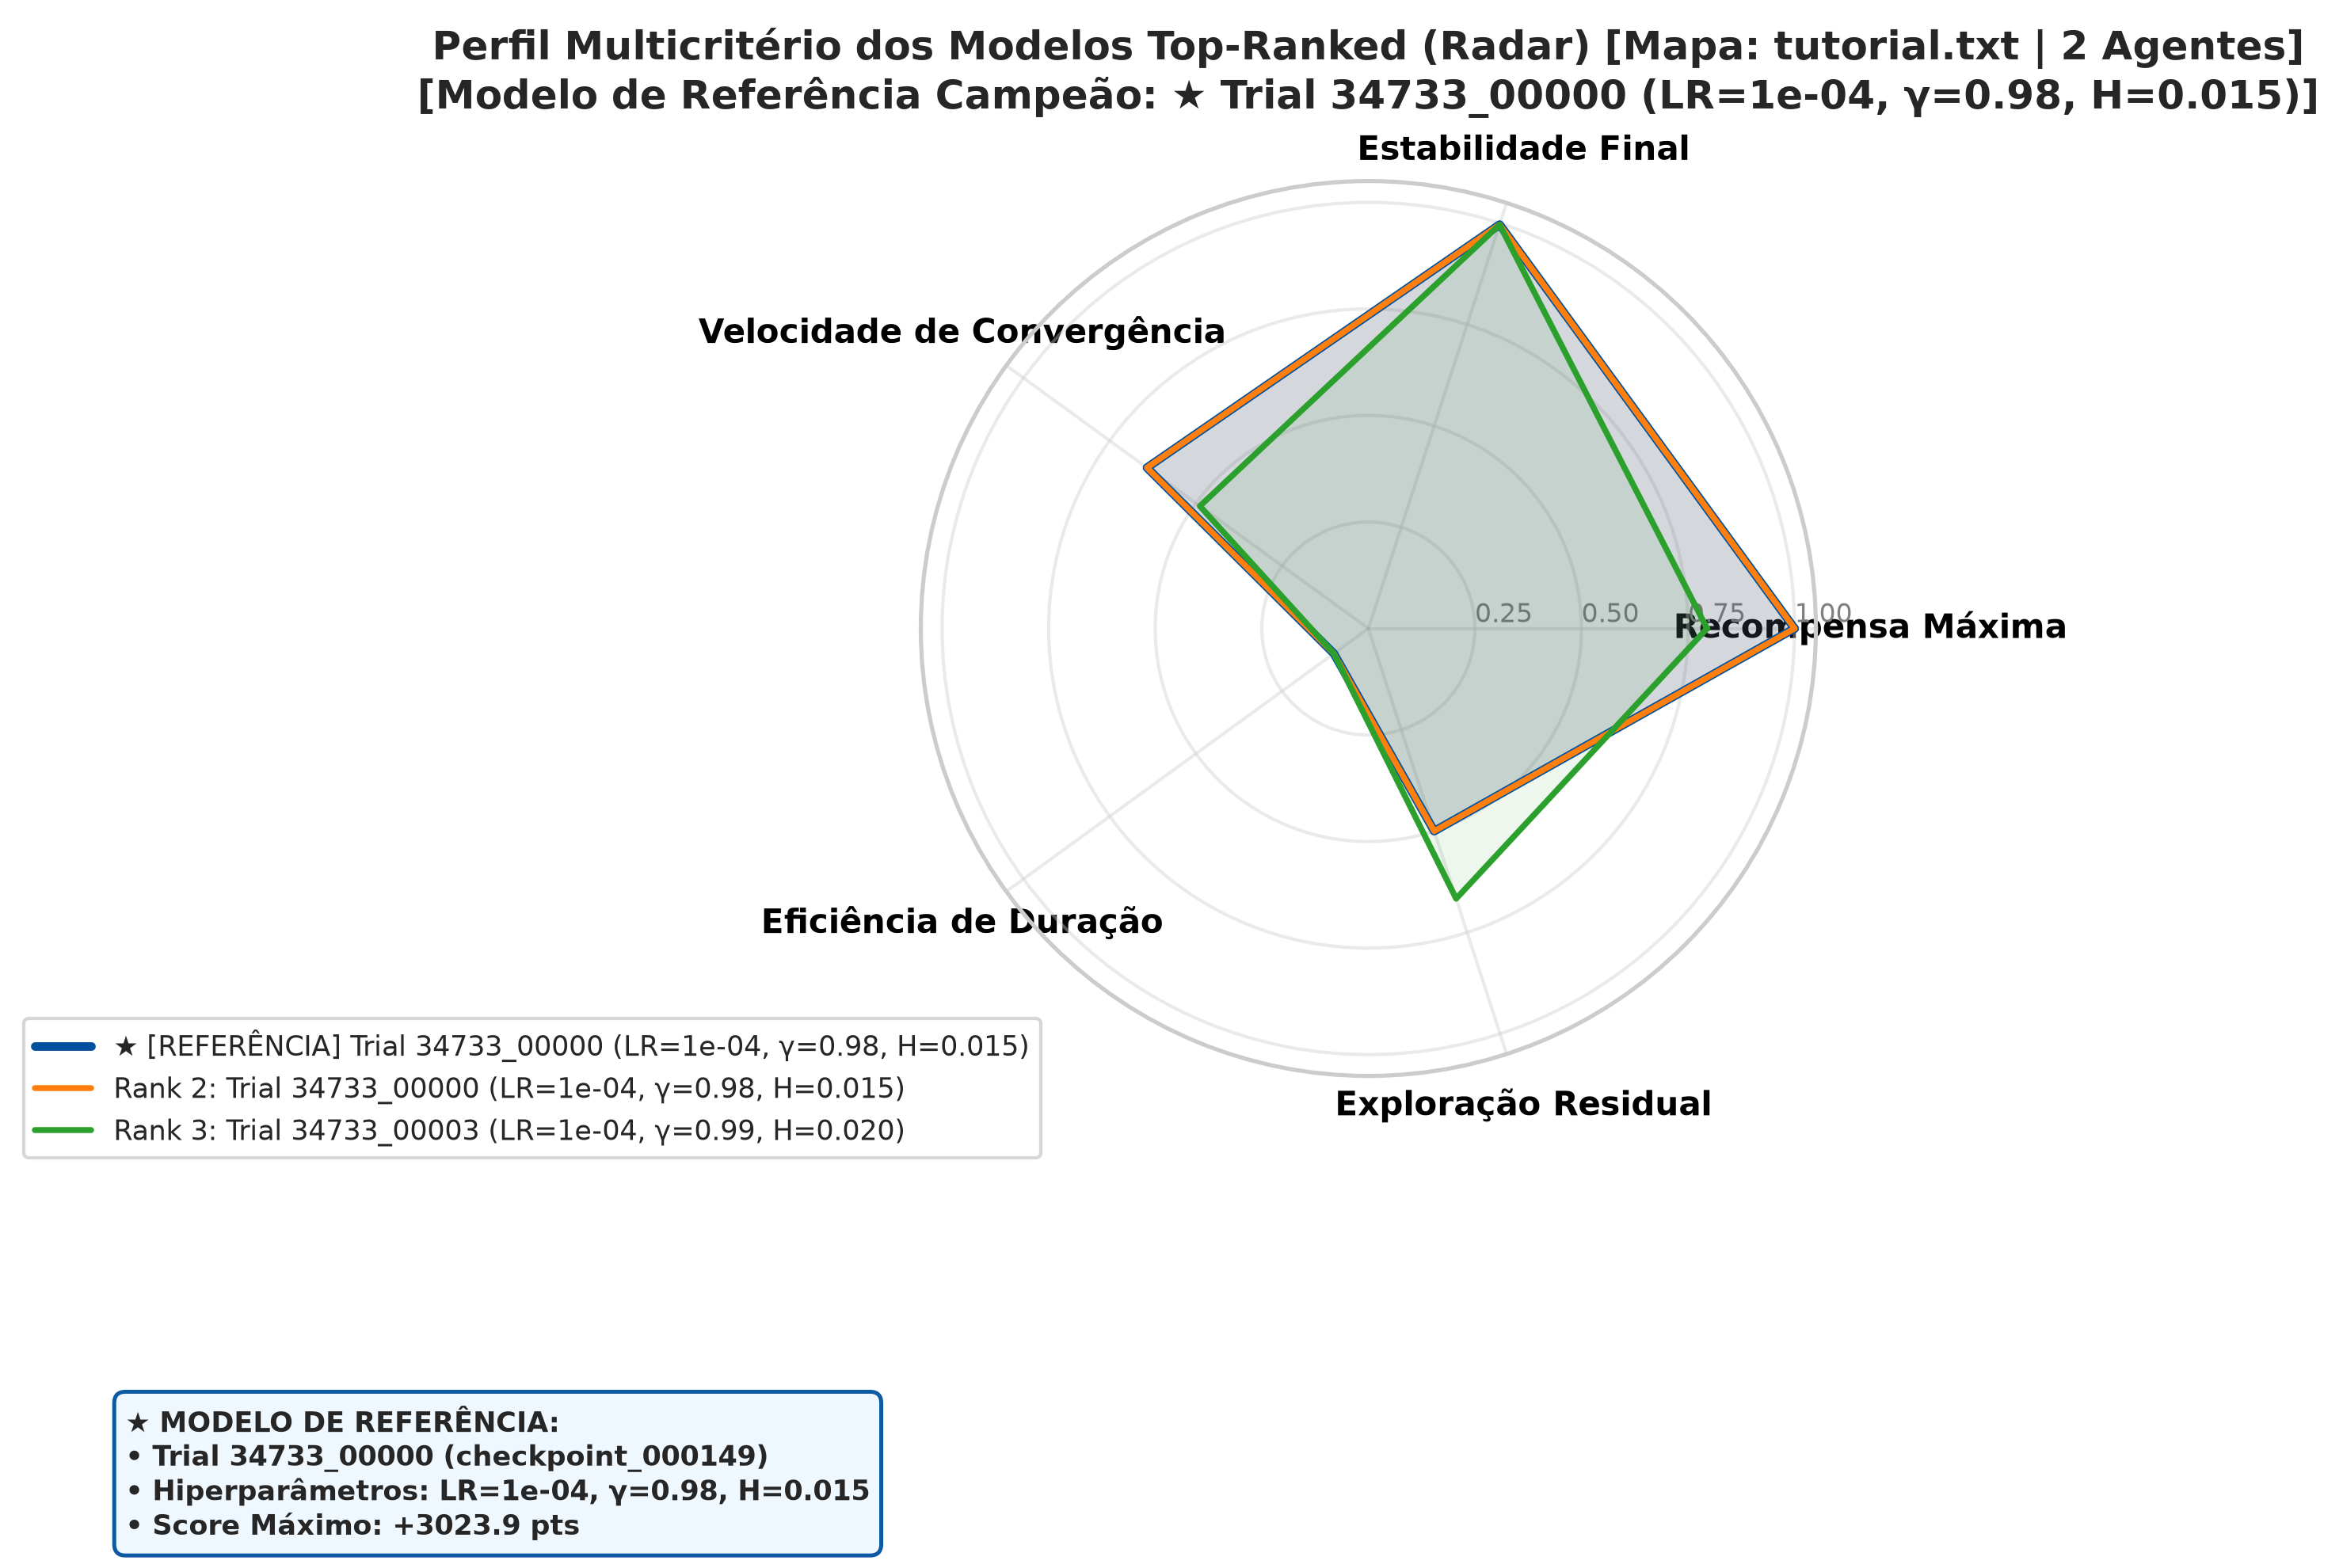 Perfil Multicritério dos Modelos Top-Ranked (Radar) [Mapa: tutorial.txt | 2 Agentes]
[Modelo de Referência Campeão: ★ Trial 34733_00000 (LR=1e-04, γ=0.98, H=0.015)]
Estabilidade Final
Velocidade de Convergência
0.25
0.50
0.75
1.00
Recompensa Máxima
Eficiência de Duração
Exploração Residual
★ [REFERÊNCIA] Trial 34733_00000 (LR=1e-04, γ=0.98, H=0.015)
Rank 2: Trial 34733_00000 (LR=1e-04, γ=0.98, H=0.015)
Rank 3: Trial 34733_00003 (LR=1e-04, γ=0.99, H=0.020)
★ MODELO DE REFERÊNCIA:
• Trial 34733_00000 (checkpoint_000149)
• Hiperparâmetros: LR=1e-04, γ=0.98, H=0.015
• Score Máximo: +3023.9 pts